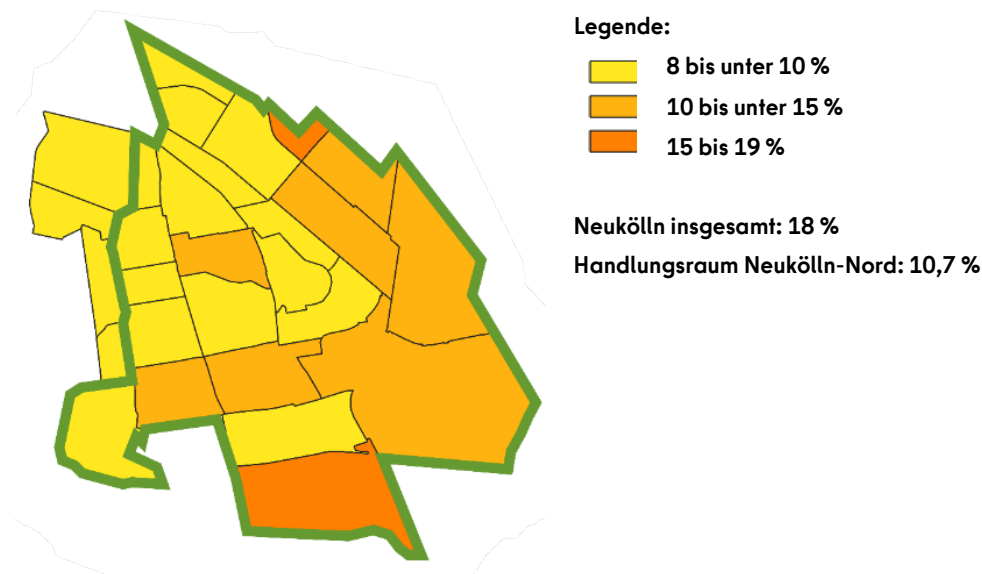 Legende:
8 bis unter 10 %
10 bis unter 15 %
15 bis 19 %
Neukölln insgesamt: 18 %
Handlungsraum Neukölln-Nord: 10,7 %